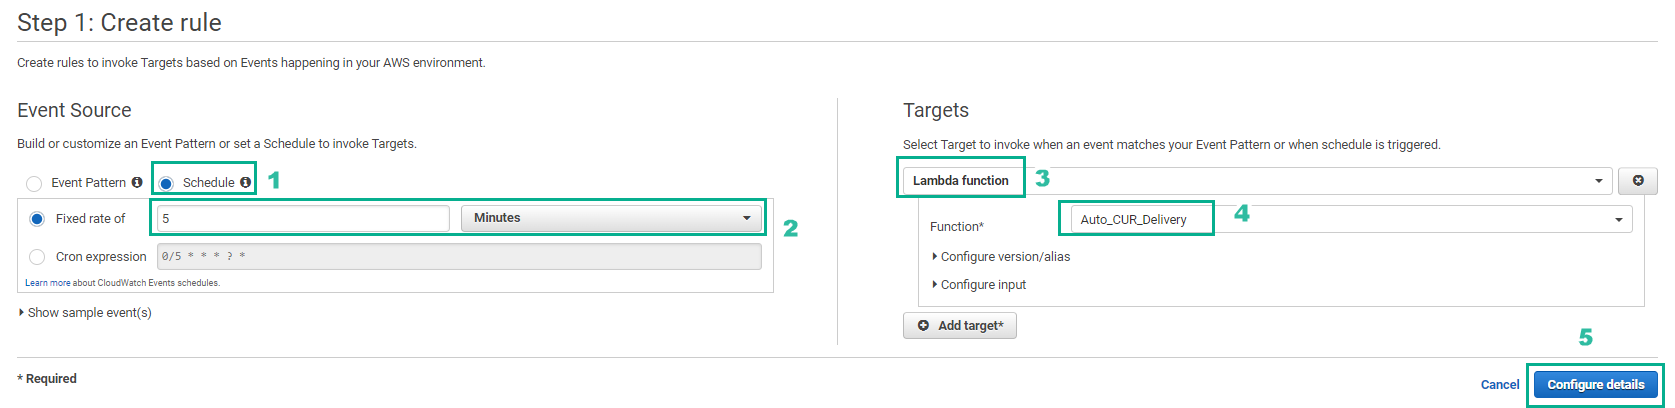 Step 1: Create rule
Create rules to invoke Targets based on Events happening in your AWS environment.
Event Source
Build or customize an Event Pattern or set a Schedule to invoke Targets.
Event Pattern Schedule 1
Fixed rate of 5 Minutes 2
Cron expression 0/5 * * * ? *
Learn more about CloudWatch Events schedules.
Show sample event(s)
Targets
Select Target to invoke when an event matches your Event Pattern or when schedule is triggered.
Lambda function 3
Function* Auto_CUR_Delivery 4
Configure version/alias
Configure input
Add target*
5
* Required
Cancel Configure details